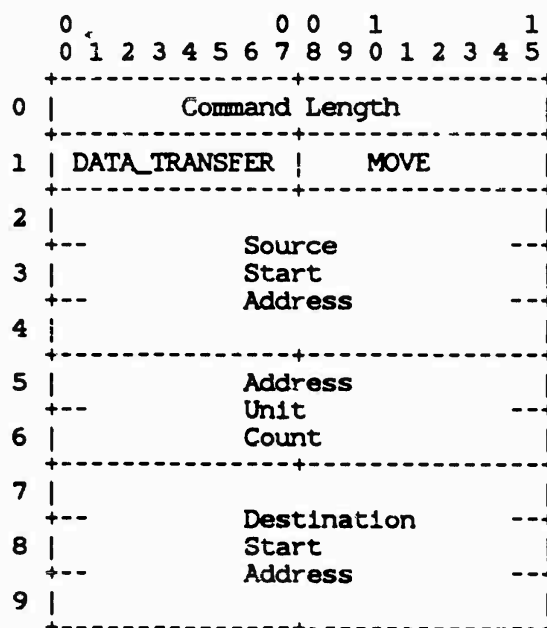 0 0 0 1 1
0 1 2 3 4 5 6 7 8 9 0 1 2 3 4 5
0 Command Length
1 DATA_TRANSFER MOVE
2
Source
3 Start
Address
4
5 Address
Unit
6 Count
7
Destination
8 Start
Address
9